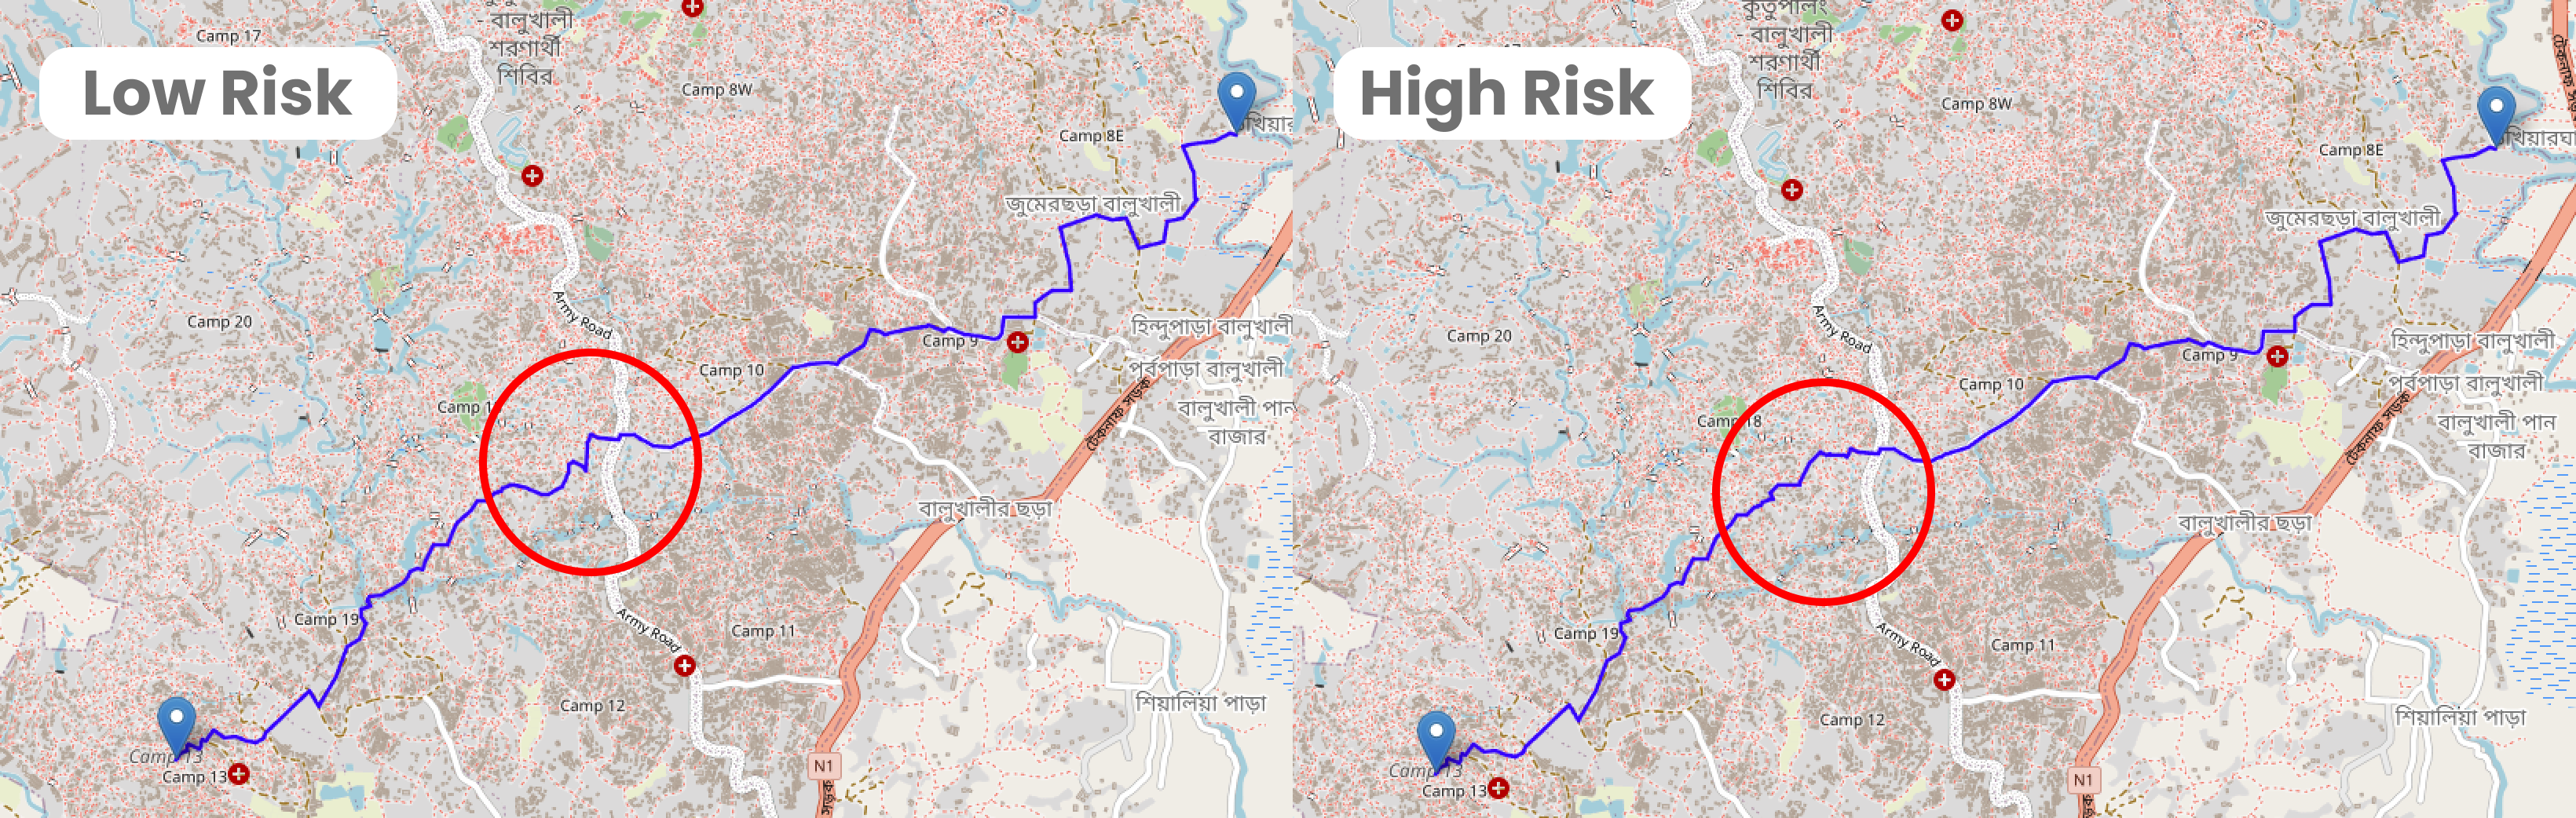 Low Risk
Camp 17
- বালুখালী
শরণার্থী
শিবির
Camp 8W
Camp 8E
জুমেরছড়া বালুখালী
Army Road
Camp 20
হিন্দুপাড়া বালুখালী
Camp 9
Camp 10
পূর্বপাড়া বালুখালী
টেকনাফ সড়ক
বালুখালী পান
বাজার
Camp
বালুখালীর ছড়া
Camp 19
Army Road
Camp 11
Camp 12
শিয়ালিয়া পাড়া
Camp 13
Camp 13
N1
সড়ক
High Risk
কুতুপালং
- বালুখালী
শরণার্থী
শিবির
Camp 8W
Camp 8E
জুমেরছড়া বালুখালী
Army Road
Camp 20
হিন্দুপাড়া বালুখালী
Camp 9
Camp 10
পূর্বপাড়া বালুখালী
টেকনাফ সড়ক
Camp 18
বালুখালী পান
বাজার
বালুখালীর ছড়া
Camp 19
Army Road
Camp 11
Camp 12
শিয়ালিয়া পাড়া
Camp 13
Camp 13
N1